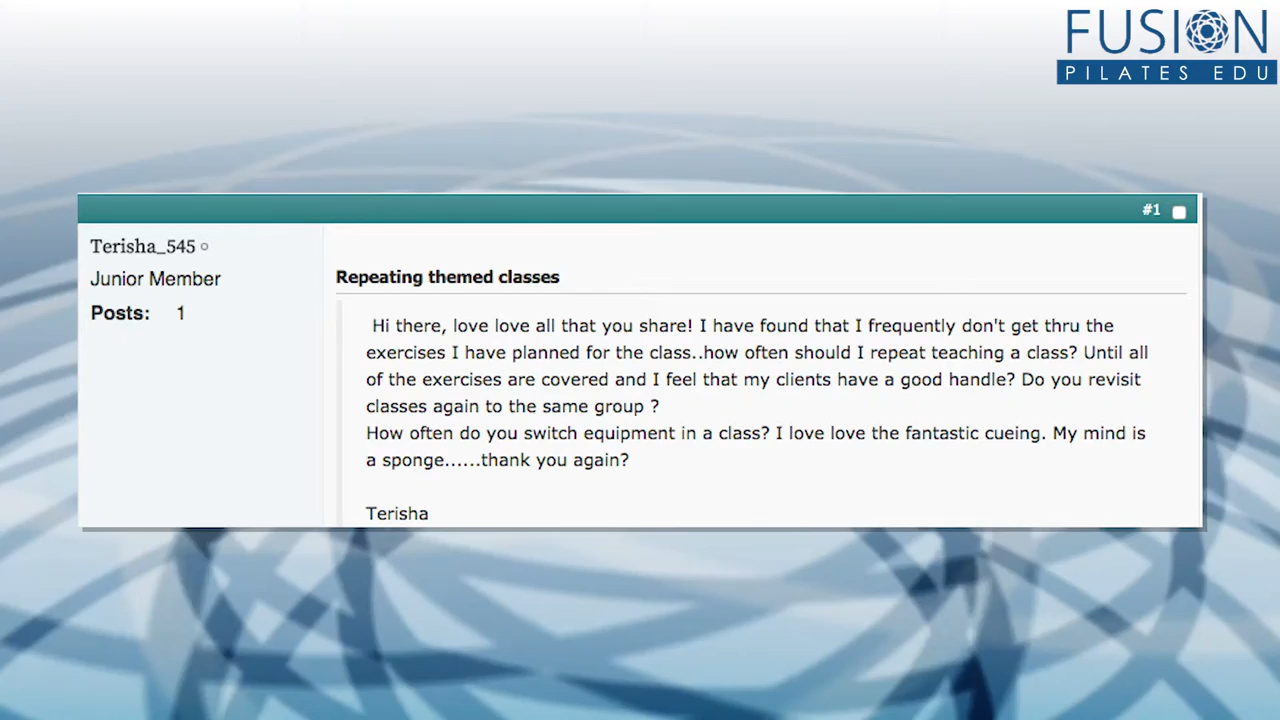 FUSION
PILATES EDU
#1
Terisha_545
Junior Member
Posts: 1
Repeating themed classes
Hi there, love love all that you share! I have found that I frequently don't get thru the
exercises I have planned for the class..how often should I repeat teaching a class? Until all
of the exercises are covered and I feel that my clients have a good handle? Do you revisit
classes again to the same group ?
How often do you switch equipment in a class? I love love the fantastic cueing. My mind is
a sponge......thank you again?
Terisha